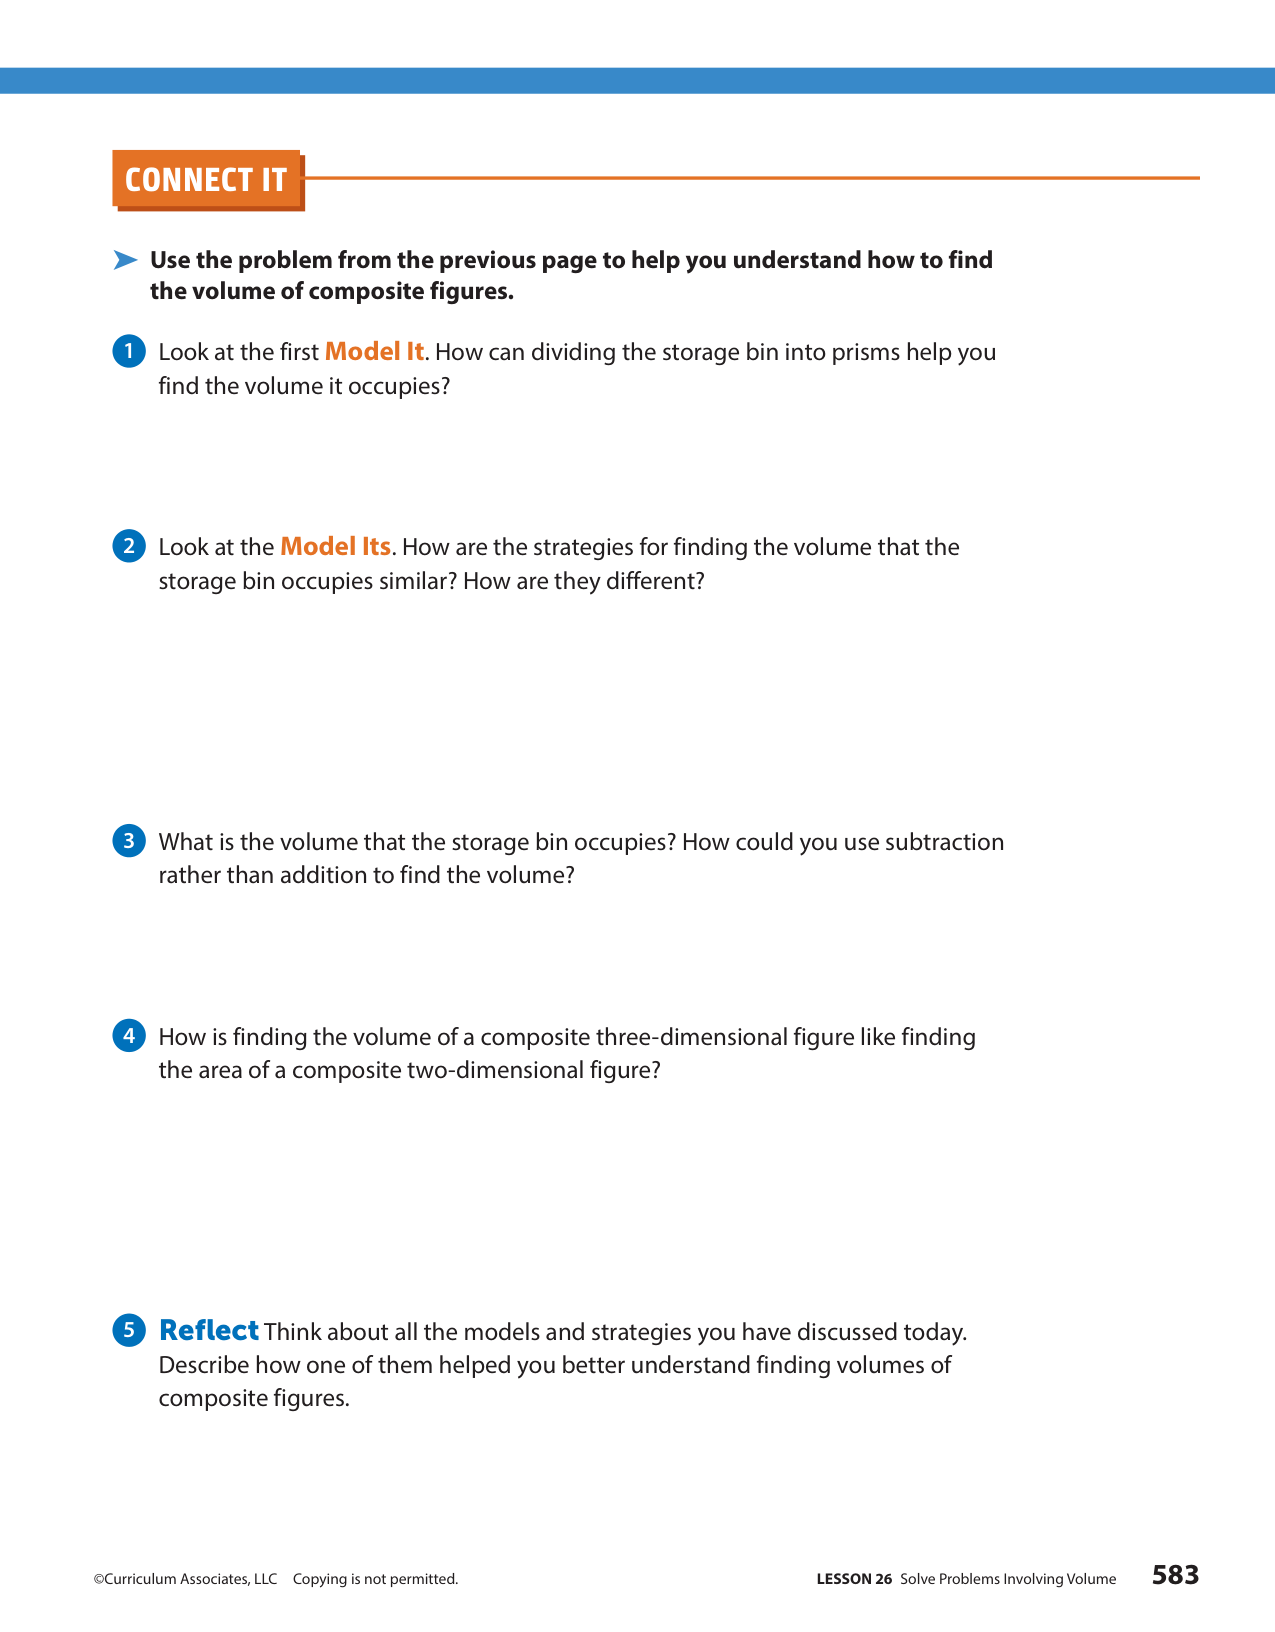 CONNECT IT
Use the problem from the previous page to help you understand how to find
the volume of composite figures.
1 Look at the first Model It. How can dividing the storage bin into prisms help you
find the volume it occupies?
2 Look at the Model Its. How are the strategies for finding the volume that the
storage bin occupies similar? How are they different?
3 What is the volume that the storage bin occupies? How could you use subtraction
rather than addition to find the volume?
4 How is finding the volume of a composite three-dimensional figure like finding
the area of a composite two-dimensional figure?
5 Reflect Think about all the models and strategies you have discussed today.
Describe how one of them helped you better understand finding volumes of
composite figures.
©Curriculum Associates, LLC Copying is not permitted. LESSON 26 Solve Problems Involving Volume 583